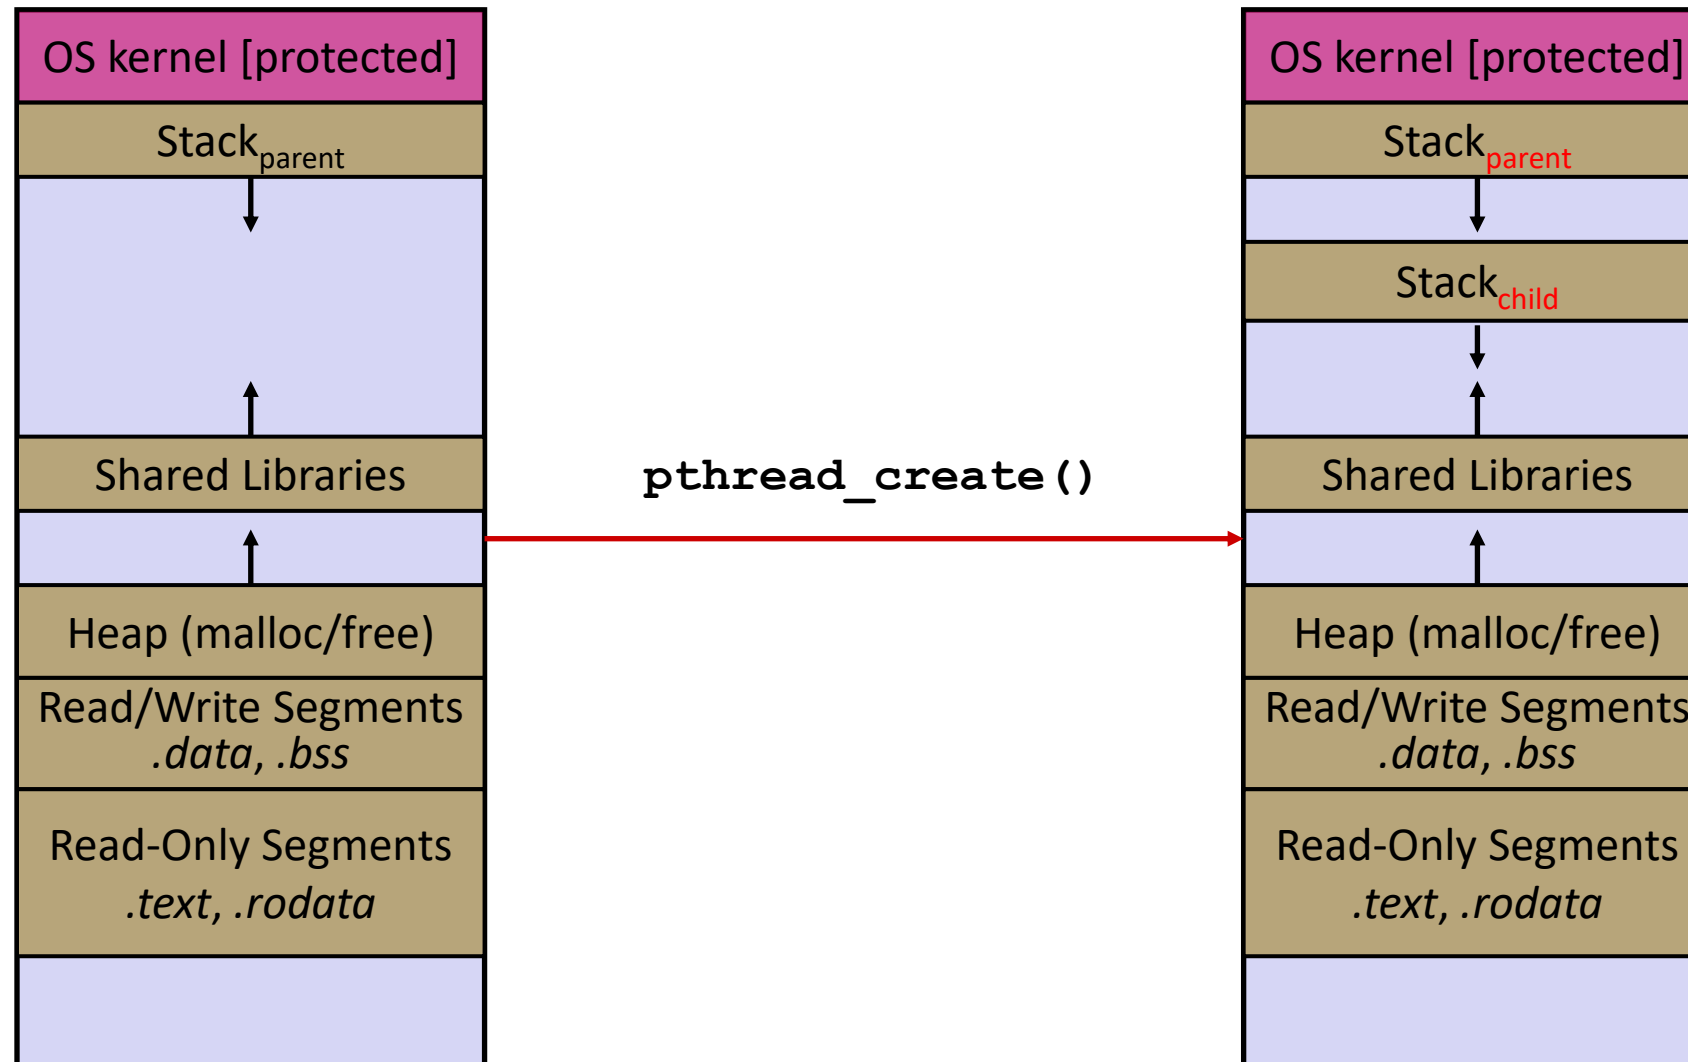 OS kernel [protected]
Stackparent
Shared Libraries
Heap (malloc/free)
Read/Write Segments
.data, .bss
Read-Only Segments
.text, .rodata
pthread_create()
OS kernel [protected]
Stackparent
Stackchild
Shared Libraries
Heap (malloc/free)
Read/Write Segments
.data, .bss
Read-Only Segments
.text, .rodata